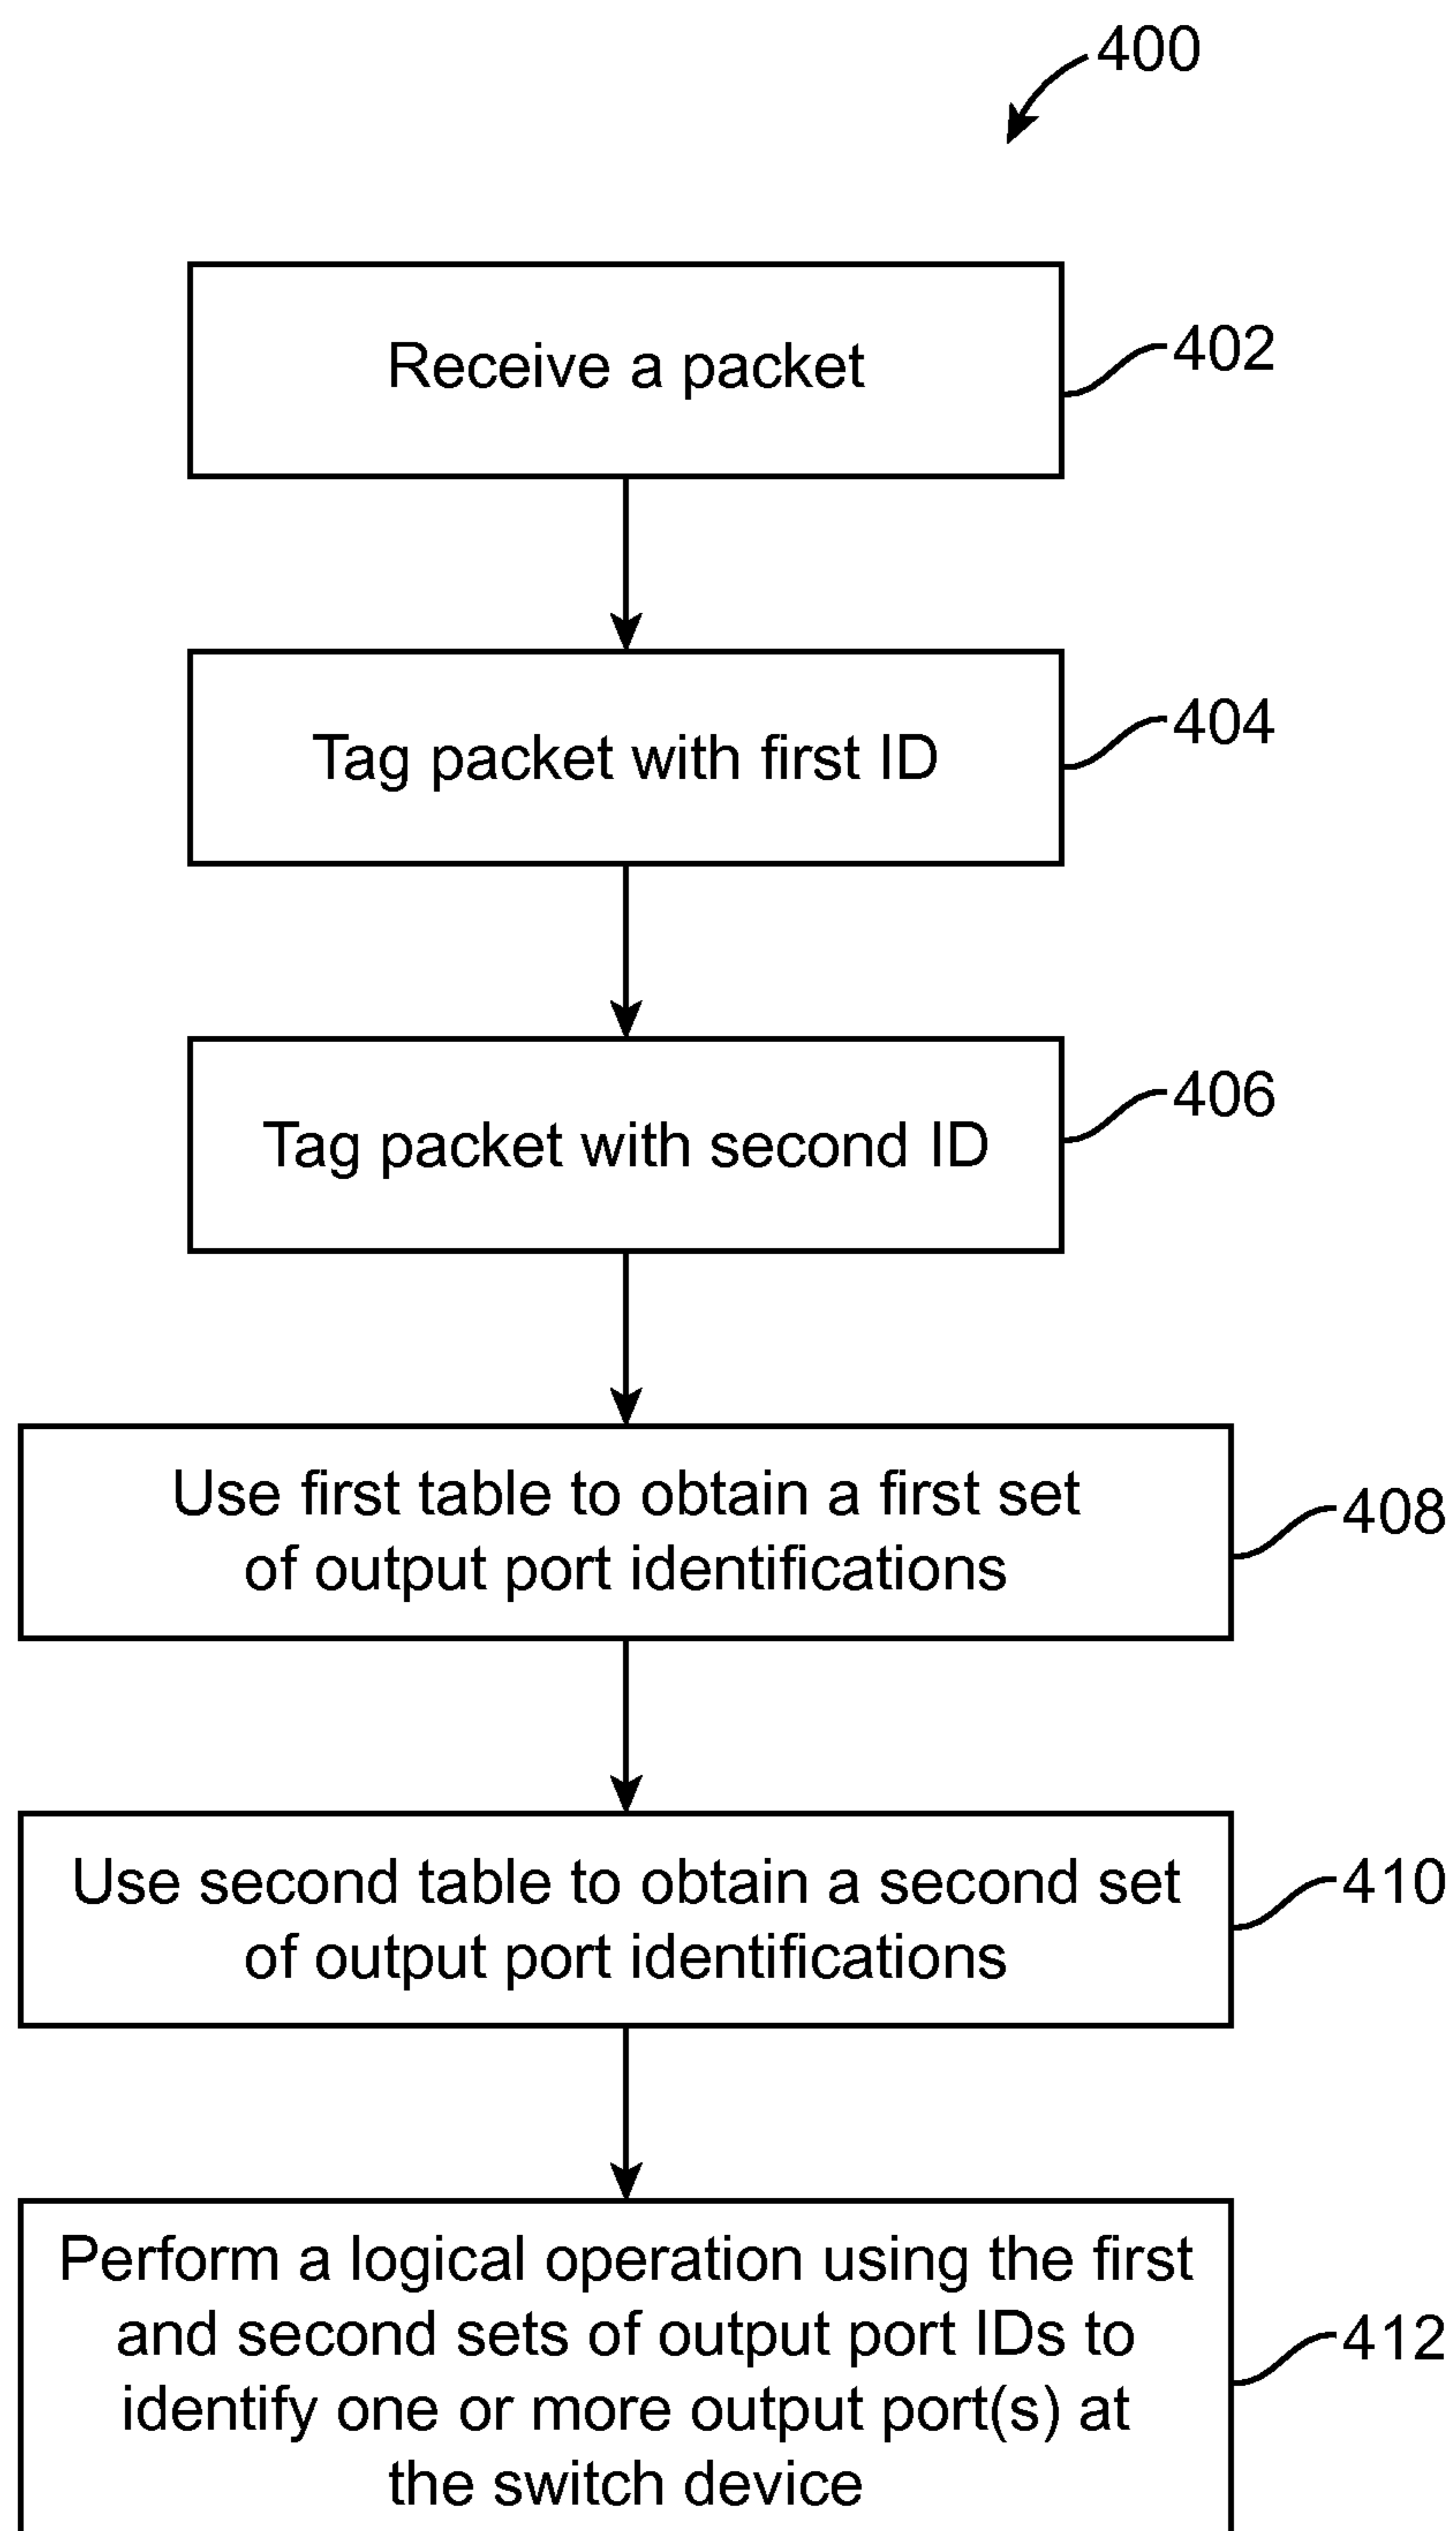 400
Receive a packet
402
Tag packet with first ID
404
Tag packet with second ID
406
Use first table to obtain a first set
of output port identifications
408
Use second table to obtain a second set
of output port identifications
410
Perform a logical operation using the first
and second sets of output port IDs to
identify one or more output port(s) at
the switch device
412